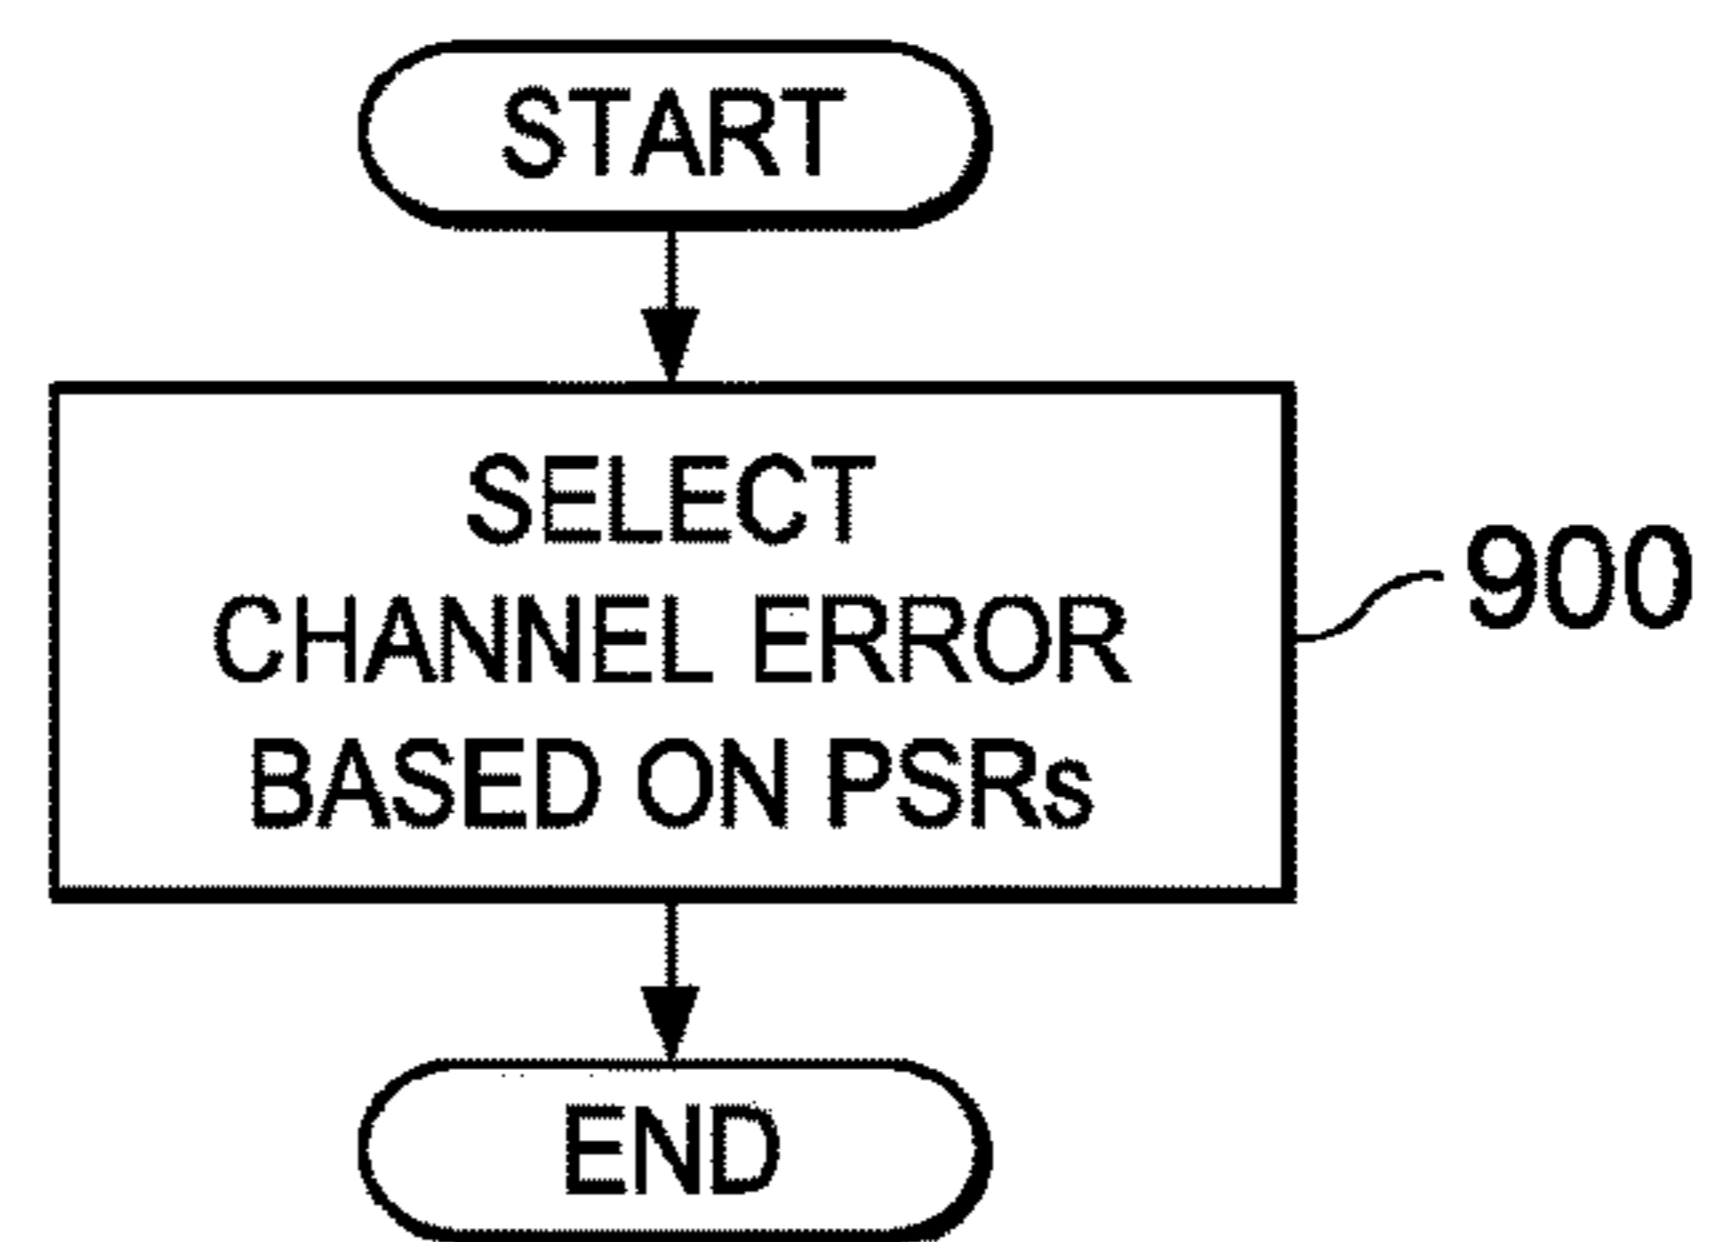 START
SELECT
CHANNEL ERROR
BASED ON PSRs
900
END